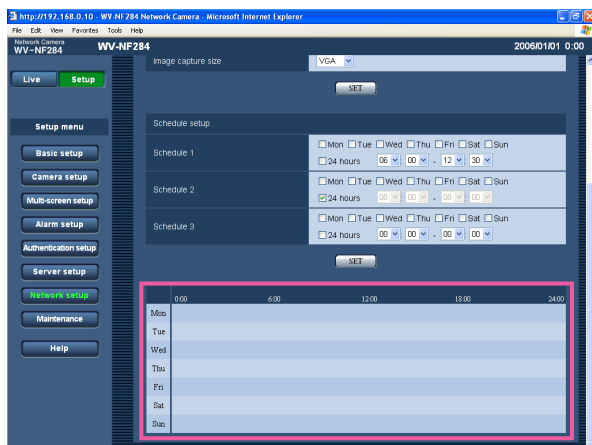 http://192.168.0.10 - WV-NF284 Network Camera - Microsoft Internet Explorer
File Edit View Favorites Tools Help
Network Camera
WV-NF284
WV-NF284
2006/01/01 0:00
Image capture size VGA
Live Setup
SET
Setup menu
Schedule setup
Basic setup
Schedule 1
Mon Tue Wed Thu Fri Sat Sun
24 hours 06 : 00 - 12 : 30
Camera setup
Schedule 2
Mon Tue Wed Thu Fri Sat Sun
24 hours 00 : 00 - 00 : 00
Multi-screen setup
Alarm setup
Schedule 3
Mon Tue Wed Thu Fri Sat Sun
24 hours 00 : 00 - 00 : 00
Authentication setup
SET
Server setup
Network setup
Maintenance
Help
0:00 6:00 12:00 18:00 24:00
Mon
Tue
Wed
Thu
Fri
Sat
Sun